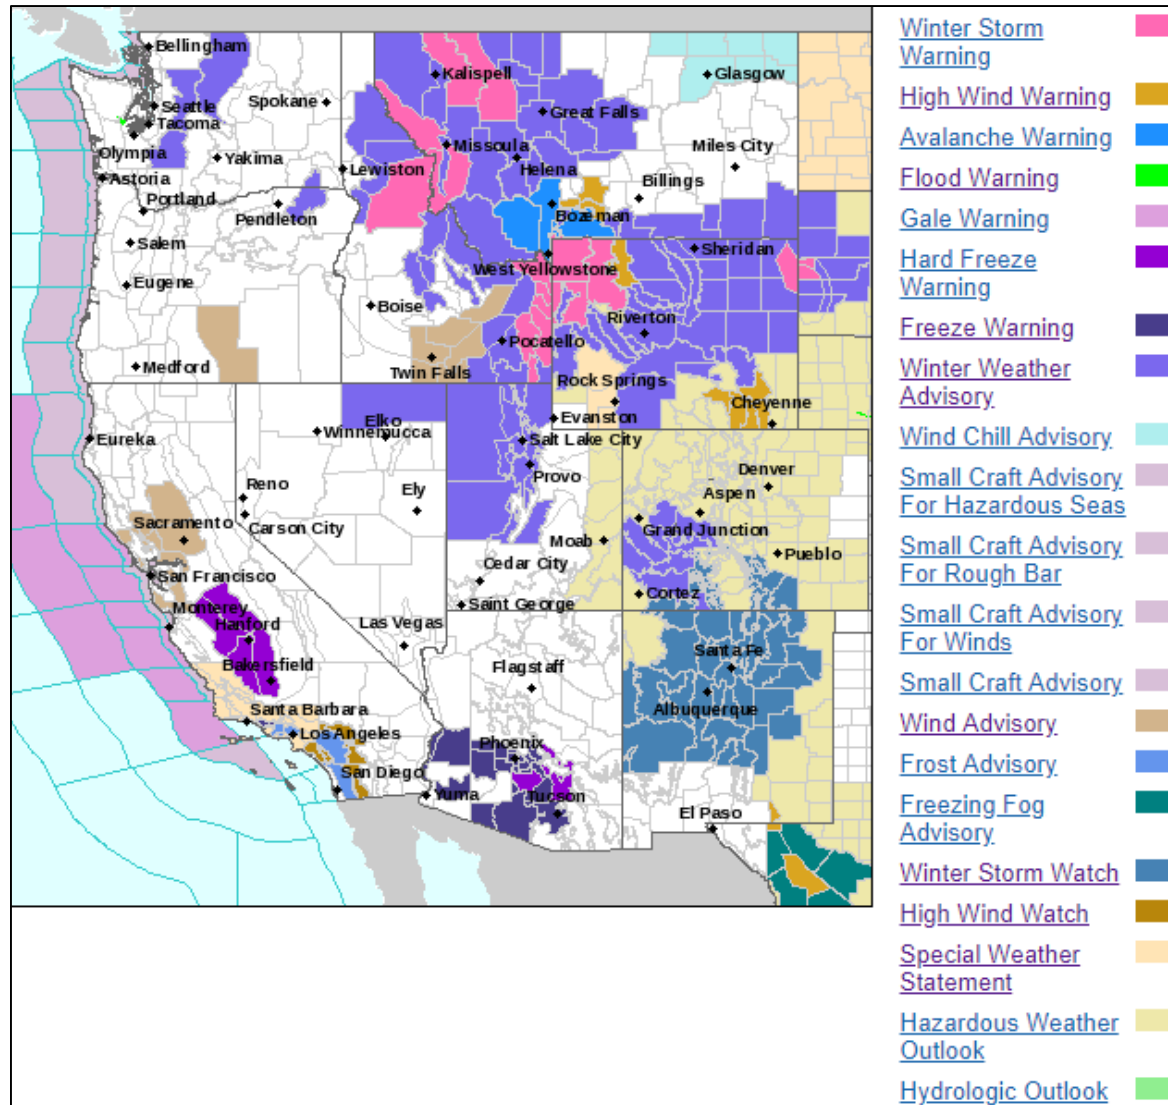 Bellingham
Kalispell
Glasgow
Seattle
Spokane
Great Falls
Tacoma
Olympia
Missoula
Miles City
Yakima
Helena
Lewiston
Astoria
Billings
Portland
Pendleton
Bozeman
Salem
Sheridan
West Yellowstone
Eugene
Boise
Riverton
Pocatello
Medford
Twin Falls
Rock Springs
Cheyenne
Elko
Evanston
Winnemucca
Eureka
Salt Lake City
Provo
Denver
Reno
Ely
Aspen
Sacramento
Carson City
Grand Junction
Moab
Pueblo
Cedar City
San Francisco
Cortez
Monterey
Saint George
Hanford
Las Vegas
Santa Fe
Bakersfield
Flagstaff
Santa Barbara
Albuquerque
Los Angeles
Phoenix
San Diego
Yuma
Tucson
El Paso
Winter Storm
Warning
High Wind Warning
Avalanche Warning
Flood Warning
Gale Warning
Hard Freeze
Warning
Freeze Warning
Winter Weather
Advisory
Wind Chill Advisory
Small Craft Advisory
For Hazardous Seas
Small Craft Advisory
For Rough Bar
Small Craft Advisory
For Winds
Small Craft Advisory
Wind Advisory
Frost Advisory
Freezing Fog
Advisory
Winter Storm Watch
High Wind Watch
Special Weather
Statement
Hazardous Weather
Outlook
Hydrologic Outlook